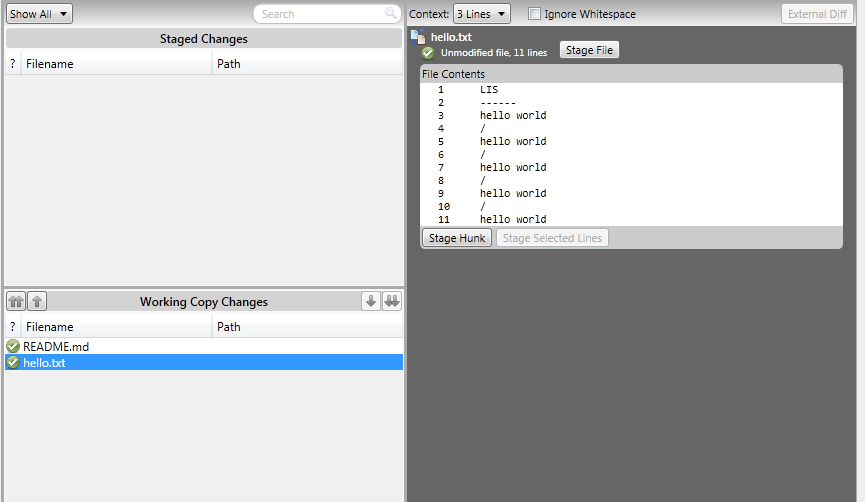 Show All
Search
Staged Changes
? Filename Path
Working Copy Changes
? Filename Path
README.md
hello.txt
Context: 3 Lines Ignore Whitespace External Diff
hello.txt
Unmodified file, 11 lines Stage File
File Contents
1 LIS
2 ------
3 hello world
4 /
5 hello world
6 /
7 hello world
8 /
9 hello world
10 /
11 hello world
Stage Hunk Stage Selected Lines